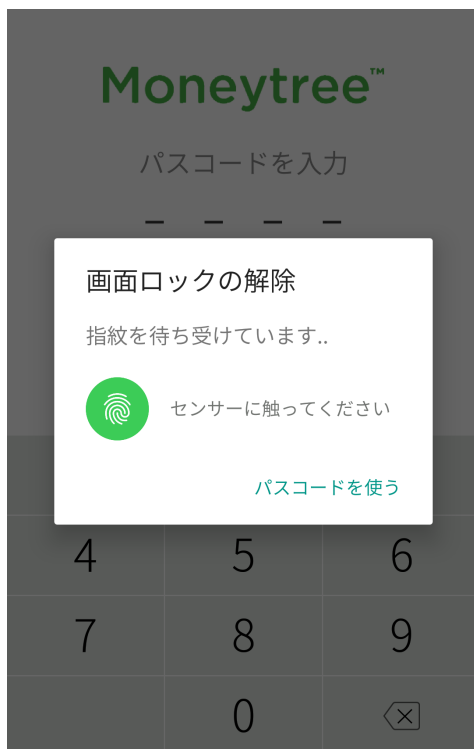 Moneytree™
パスコードを入力
画面ロックの解除
指紋を待ち受けています..
センサーに触ってください
パスコードを使う
4 5 6
7 8 9
0